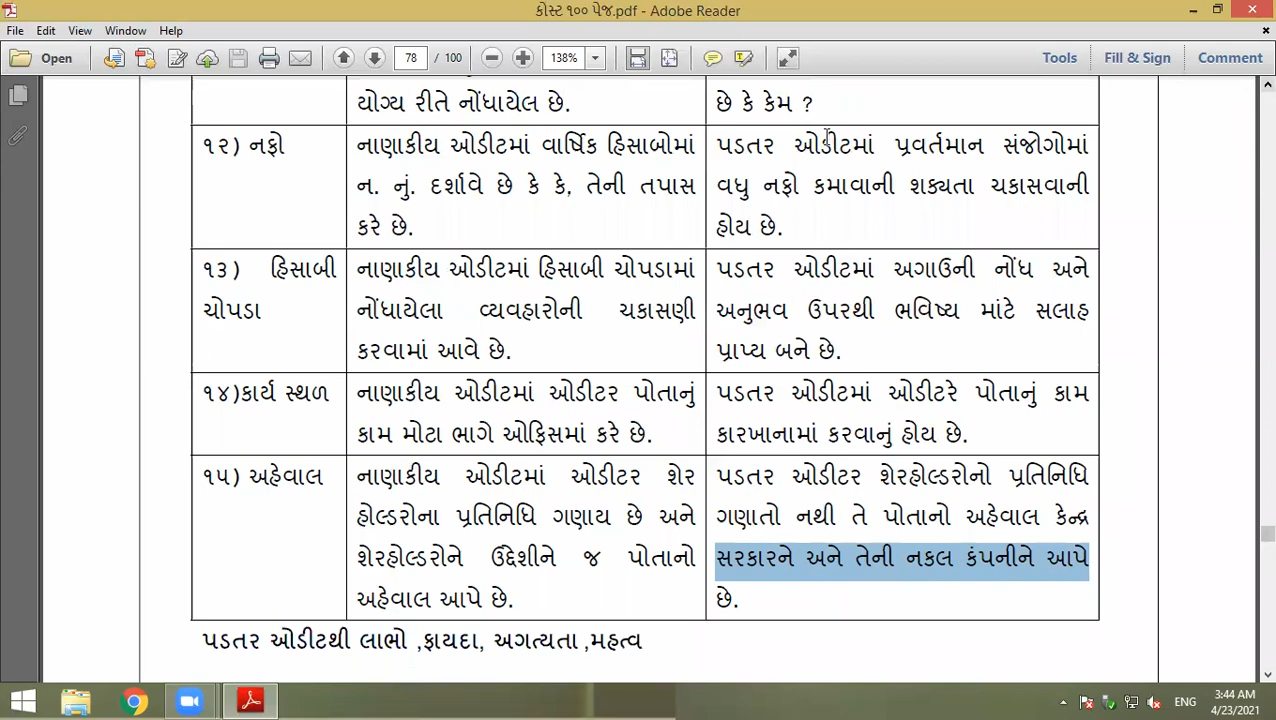 કોસ્ટ ૧૦૦ પેજ.pdf - Adobe Reader
File Edit View Window Help
Open 78 / 100 138% Tools Fill & Sign Comment
યોગ્ય રીતે નોંધાયેલ છે.
છે કે કેમ ?
૧૨) નફો
નાણાકીય ઓડીટમાં વાર્ષિક હિસાબોમાં
ન. નું. દર્શાવે છે કે કે, તેની તપાસ
કરે છે.
પડતર ઓડીટમાં પ્રવર્તમાન સંજોગોમાં
વધુ નફો કમાવાની શક્યતા ચકાસવાની
હોય છે.
૧૩) હિસાબી
ચોપડા
નાણાકીય ઓડીટમાં હિસાબી ચોપડામાં
નોંધાયેલા વ્યવહારોની ચકાસણી
કરવામાં આવે છે.
પડતર ઓડીટમાં અગાઉની નોંધ અને
અનુભવ ઉપરથી ભવિષ્ય માંટે સલાહ
પ્રાપ્ય બને છે.
૧૪)કાર્ય સ્થળ
નાણાકીય ઓડીટમાં ઓડીટર પોતાનું
કામ મોટા ભાગે ઓફિસમાં કરે છે.
પડતર ઓડીટમાં ઓડીટરે પોતાનું કામ
કારખાનામાં કરવાનું હોય છે.
૧૫) અહેવાલ
નાણાકીય ઓડીટમાં ઓડીટર શેર
હોલ્ડરોના પ્રતિનિધિ ગણાય છે અને
શેરહોલ્ડરોને ઉદ્દેશીને જ પોતાનો
અહેવાલ આપે છે.
પડતર ઓડીટર શેરહોલ્ડરોનો પ્રતિનિધિ
ગણાતો નથી તે પોતાનો અહેવાલ કેન્દ્ર
સરકારને અને તેની નકલ કંપનીને આપે
છે.
પડતર ઓડીટથી લાભો ,ફાયદા, અગત્યતા ,મહત્વ
ENG 3:44 AM
4/23/2021